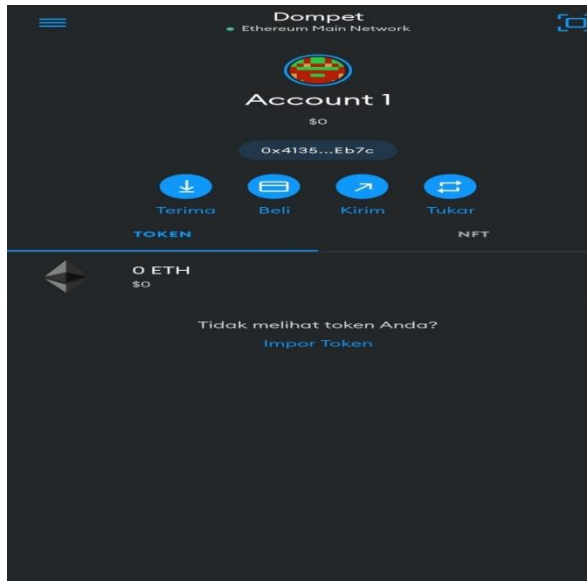 Dompet
Ethereum Main Network
Account 1
$0
0x4135...Eb7c
Terima Beli Kirim Tukar
TOKEN NFT
0 ETH
$0
Tidak melihat token Anda?
Impor Token